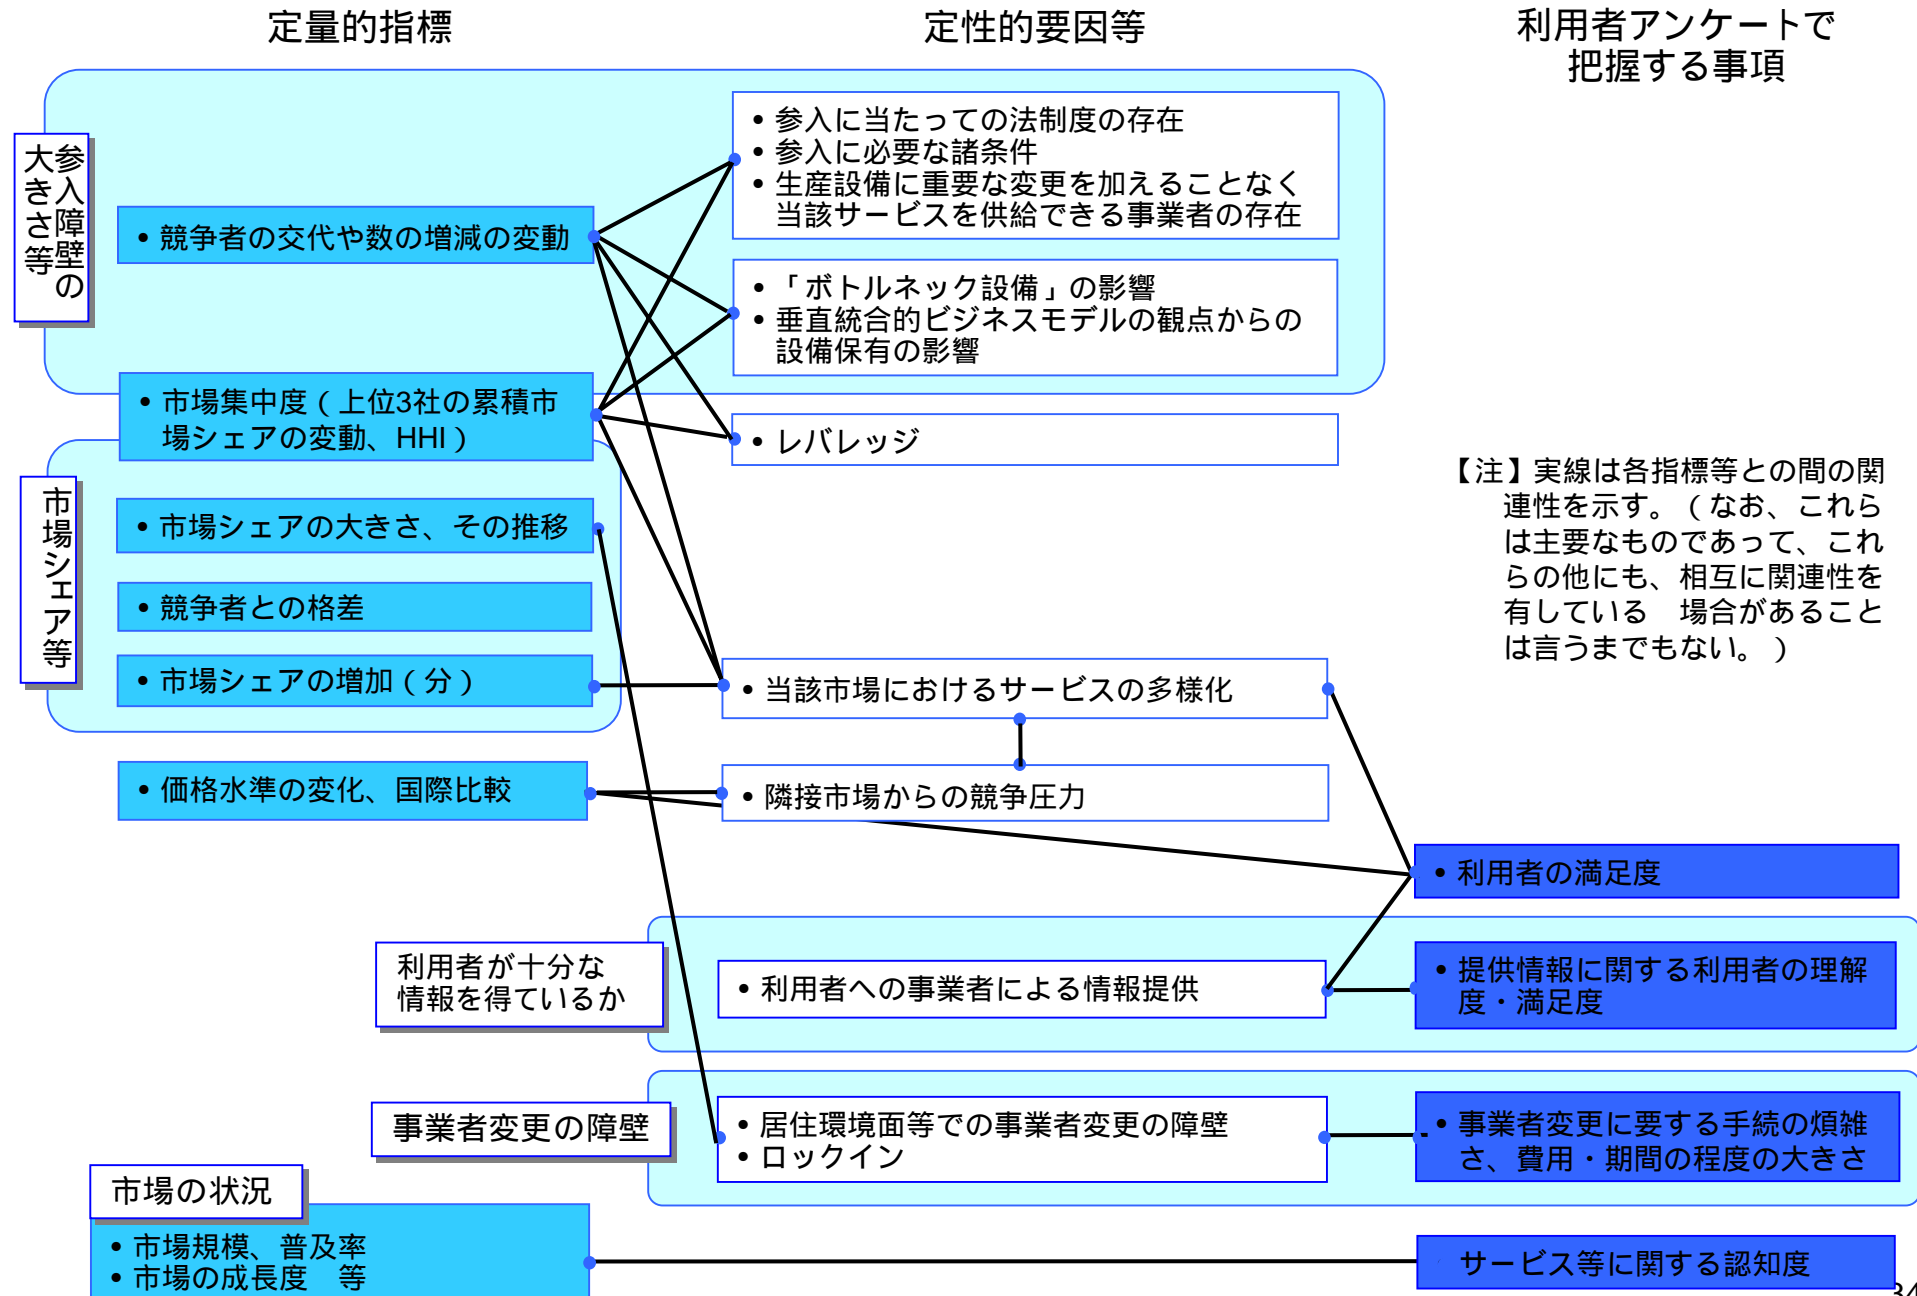 定量的指標
定性的要因等
利用者アンケートで
把握する事項
参入障壁の
大きさ等
• 競争者の交代や数の増減の変動
• 参入に当たっての法制度の存在
• 参入に必要な諸条件
• 生産設備に重要な変更を加えることなく
当該サービスを供給できる事業者の存在
• 「ボトルネック設備」の影響
• 垂直統合的ビジネスモデルの観点からの
設備保有の影響
• 市場集中度（上位3社の累積市
場シェアの変動、HHI）
• レバレッジ
【注】実線は各指標等との間の関
連性を示す。（なお、これら
は主要なものであって、これ
らの他にも、相互に関連性を
有している　場合があること
は言うまでもない。）
市場シェア等
• 市場シェアの大きさ、その推移
• 競争者との格差
• 市場シェアの増加（分）
• 当該市場におけるサービスの多様化
• 価格水準の変化、国際比較
• 隣接市場からの競争圧力
• 利用者の満足度
利用者が十分な
情報を得ているか
• 利用者への事業者による情報提供
• 提供情報に関する利用者の理解
度・満足度
事業者変更の障壁
• 居住環境面等での事業者変更の障壁
• ロックイン
• 事業者変更に要する手続の煩雑
さ、費用・期間の程度の大きさ
市場の状況
• 市場規模、普及率
• 市場の成長度　等
サービス等に関する認知度
34